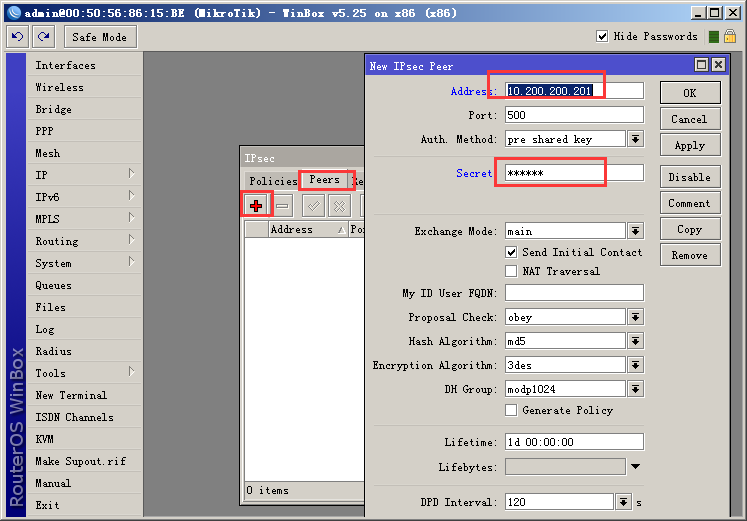 admin@00:50:56:86:15:BE (MikroTik) - WinBox v5.25 on x86 (x86)
Safe Mode
Hide Passwords
RouterOS WinBox
Interfaces
Wireless
Bridge
PPP
Mesh
IP
IPv6
MPLS
Routing
System
Queues
Files
Log
Radius
Tools
New Terminal
ISDN Channels
KVM
Make Supout.rif
Manual
Exit
IPsec
Policies Peers
Address
0 items
New IPsec Peer
Address: 10.200.200.201
Port: 500
Auth. Method: pre shared key
Secret: ******
Exchange Mode: main
Send Initial Contact
NAT Traversal
My ID User FQDN:
Proposal Check: obey
Hash Algorithm: md5
Encryption Algorithm: 3des
DH Group: modp1024
Generate Policy
Lifetime: 1d 00:00:00
Lifebytes:
DPD Interval: 120 s
OK
Cancel
Apply
Disable
Comment
Copy
Remove